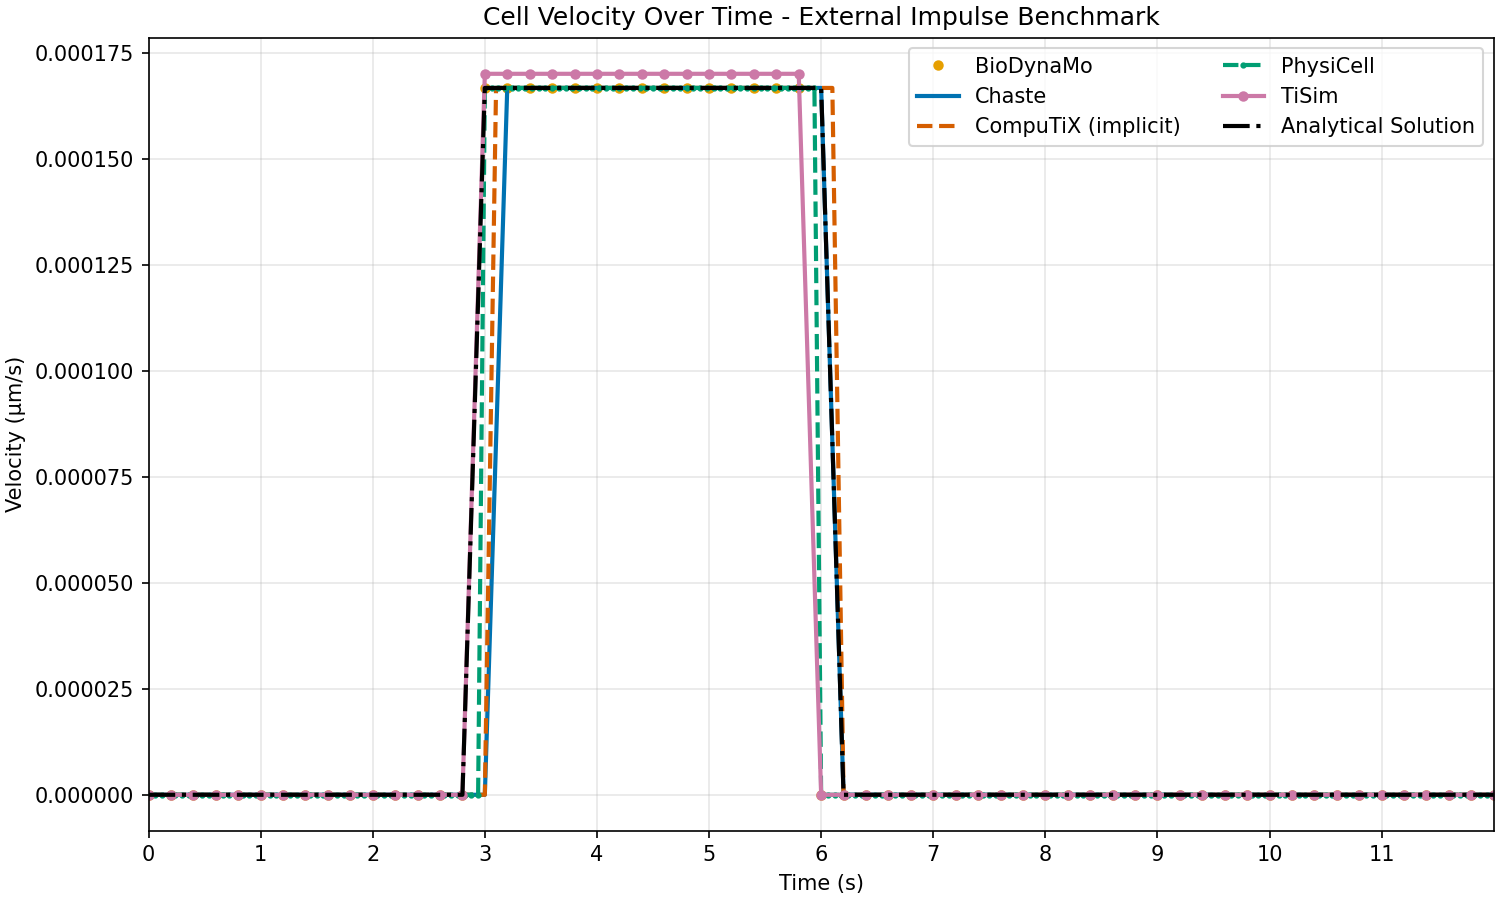 Cell Velocity Over Time - External Impulse Benchmark
BioDynaMo
Chaste
CompuTiX (implicit)
PhysiCell
TiSim
Analytical Solution
Velocity (μm/s)
0.000175
0.000150
0.000125
0.000100
0.000075
0.000050
0.000025
0.000000
0 1 2 3 4 5 6 7 8 9 10 11
Time (s)